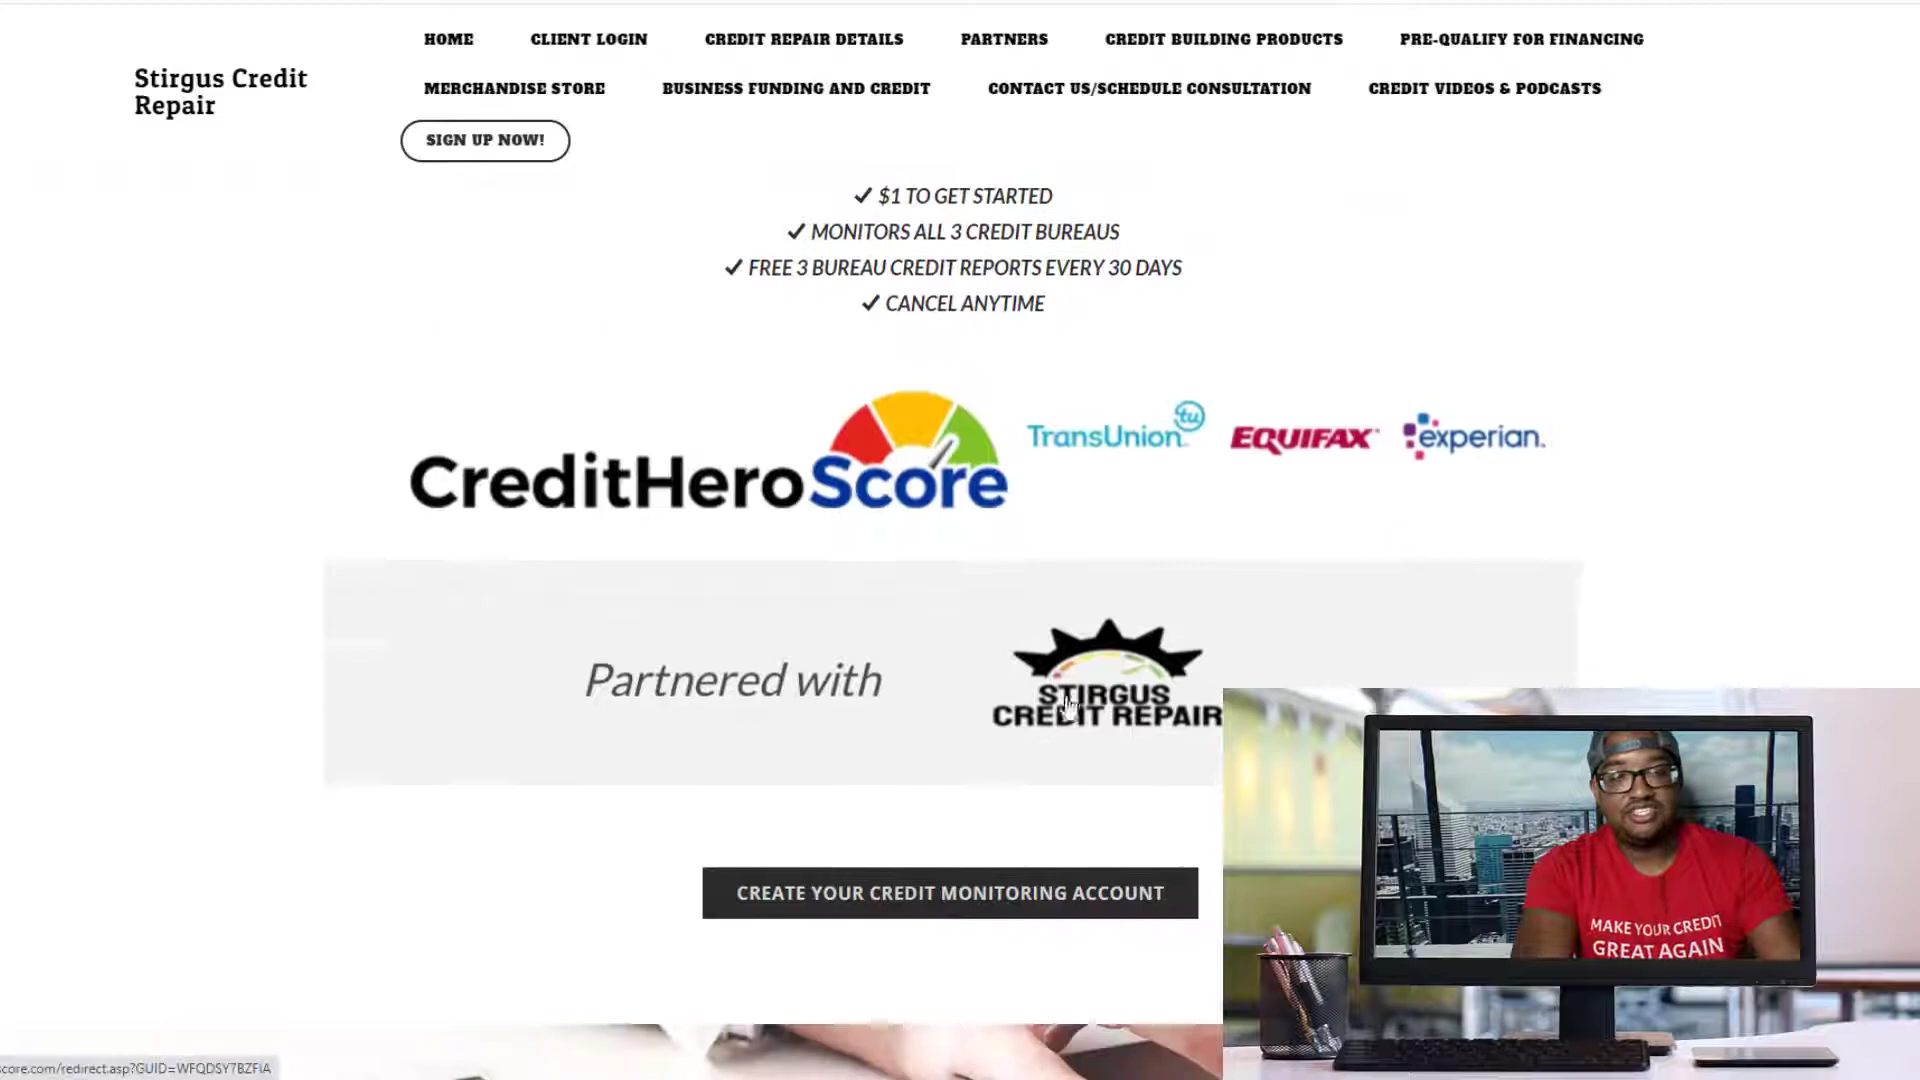 HOME CLIENT LOGIN CREDIT REPAIR DETAILS PARTNERS CREDIT BUILDING PRODUCTS PRE-QUALIFY FOR FINANCING
Stirgus Credit
Repair
MERCHANDISE STORE BUSINESS FUNDING AND CREDIT CONTACT US/SCHEDULE CONSULTATION CREDIT VIDEOS & PODCASTS
SIGN UP NOW!
✓ $1 TO GET STARTED
✓ MONITORS ALL 3 CREDIT BUREAUS
✓ FREE 3 BUREAU CREDIT REPORTS EVERY 30 DAYS
✓ CANCEL ANYTIME
CreditHeroScore TransUnion tu EQUIFAX experian.
Partnered with
STIRGUS
CREDIT REPAIR
CREATE YOUR CREDIT MONITORING ACCOUNT
MAKE YOUR CREDIT
GREAT AGAIN
score.com/redirect.asp?GUID=WFQDSY7BZFIA